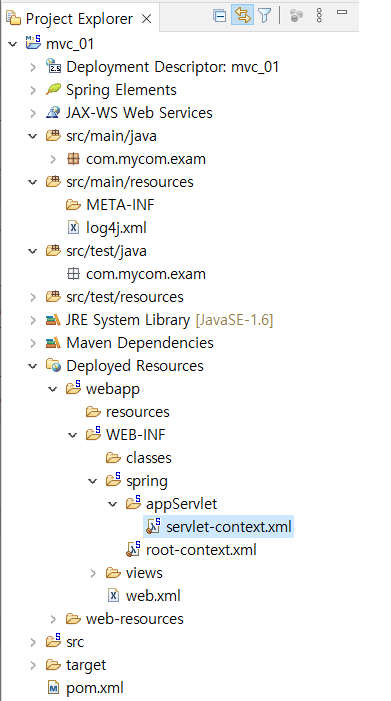 Project Explorer
mvc_01
Deployment Descriptor: mvc_01
Spring Elements
JAX-WS Web Services
src/main/java
com.mycom.exam
src/main/resources
META-INF
log4j.xml
src/test/java
com.mycom.exam
src/test/resources
JRE System Library [JavaSE-1.6]
Maven Dependencies
Deployed Resources
webapp
resources
WEB-INF
classes
spring
appServlet
servlet-context.xml
root-context.xml
views
web.xml
web-resources
src
target
pom.xml